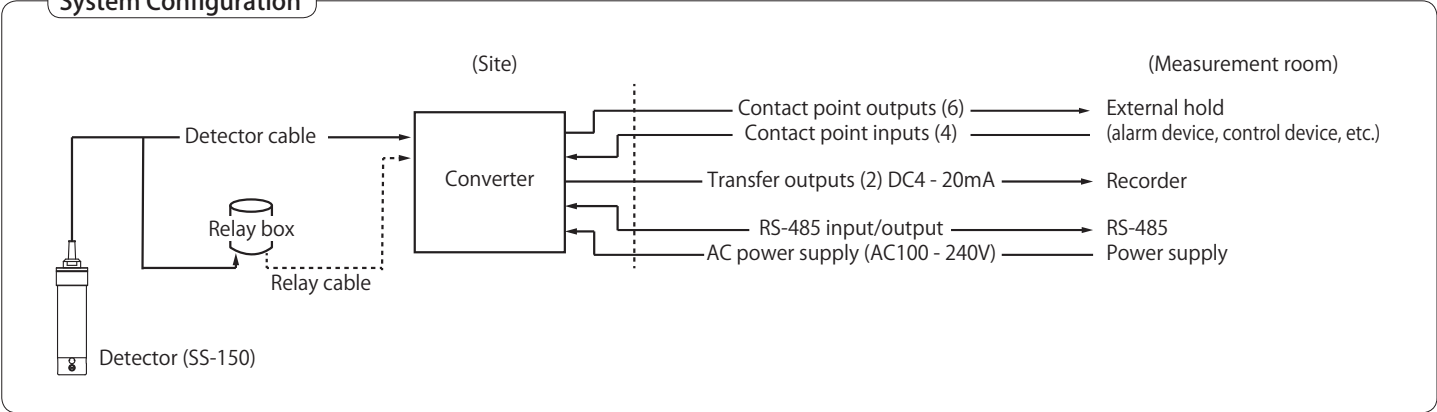 System Configuration
(Site)
(Measurement room)
Contact point outputs (6)
External hold
Detector cable
Contact point inputs (4)
(alarm device, control device, etc.)
Converter
Transfer outputs (2) DC4 - 20mA
Recorder
Relay box
RS-485 input/output
RS-485
AC power supply (AC100 - 240V)
Power supply
Relay cable
Detector (SS-150)